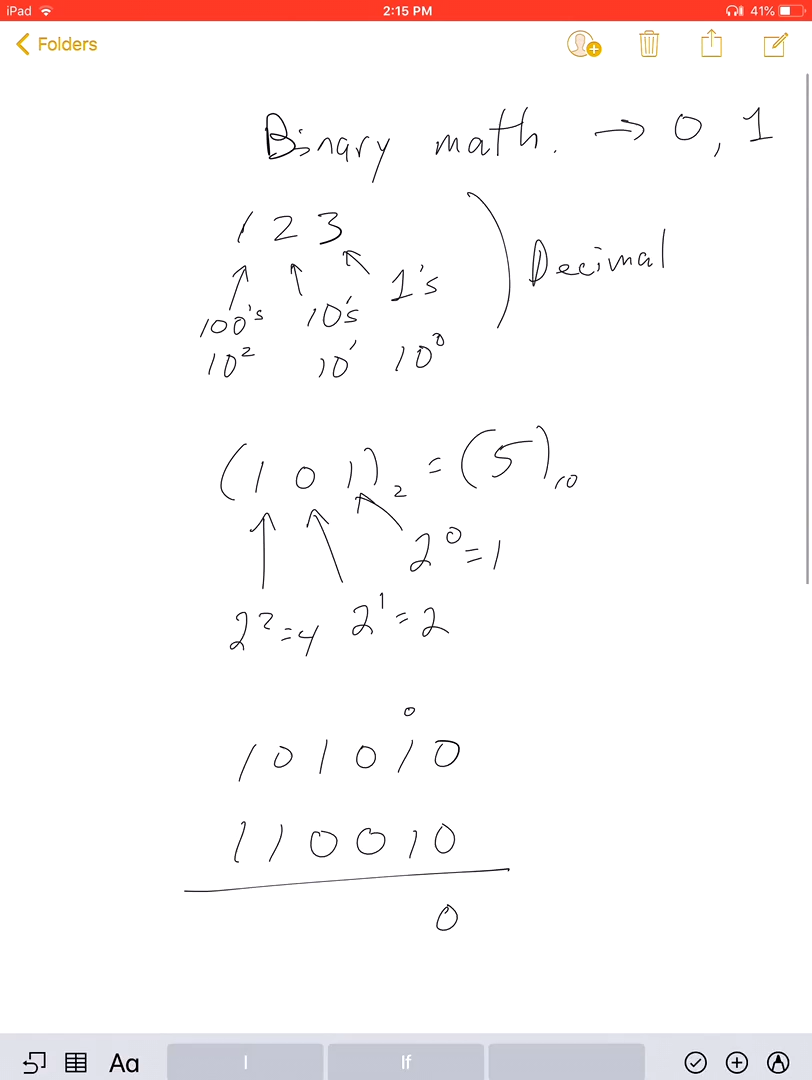 iPad 2:15 PM 41%
Folders
Binary math. → 0, 1
1 2 3
Decimal
100's 10's 1's
10² 10¹ 10⁰
(1 0 1)₂ = (5)₁₀
2⁰ = 1
2² = 4 2¹ = 2
0
1 0 1 0 1 0
1 1 0 0 1 0
0
Aa I If